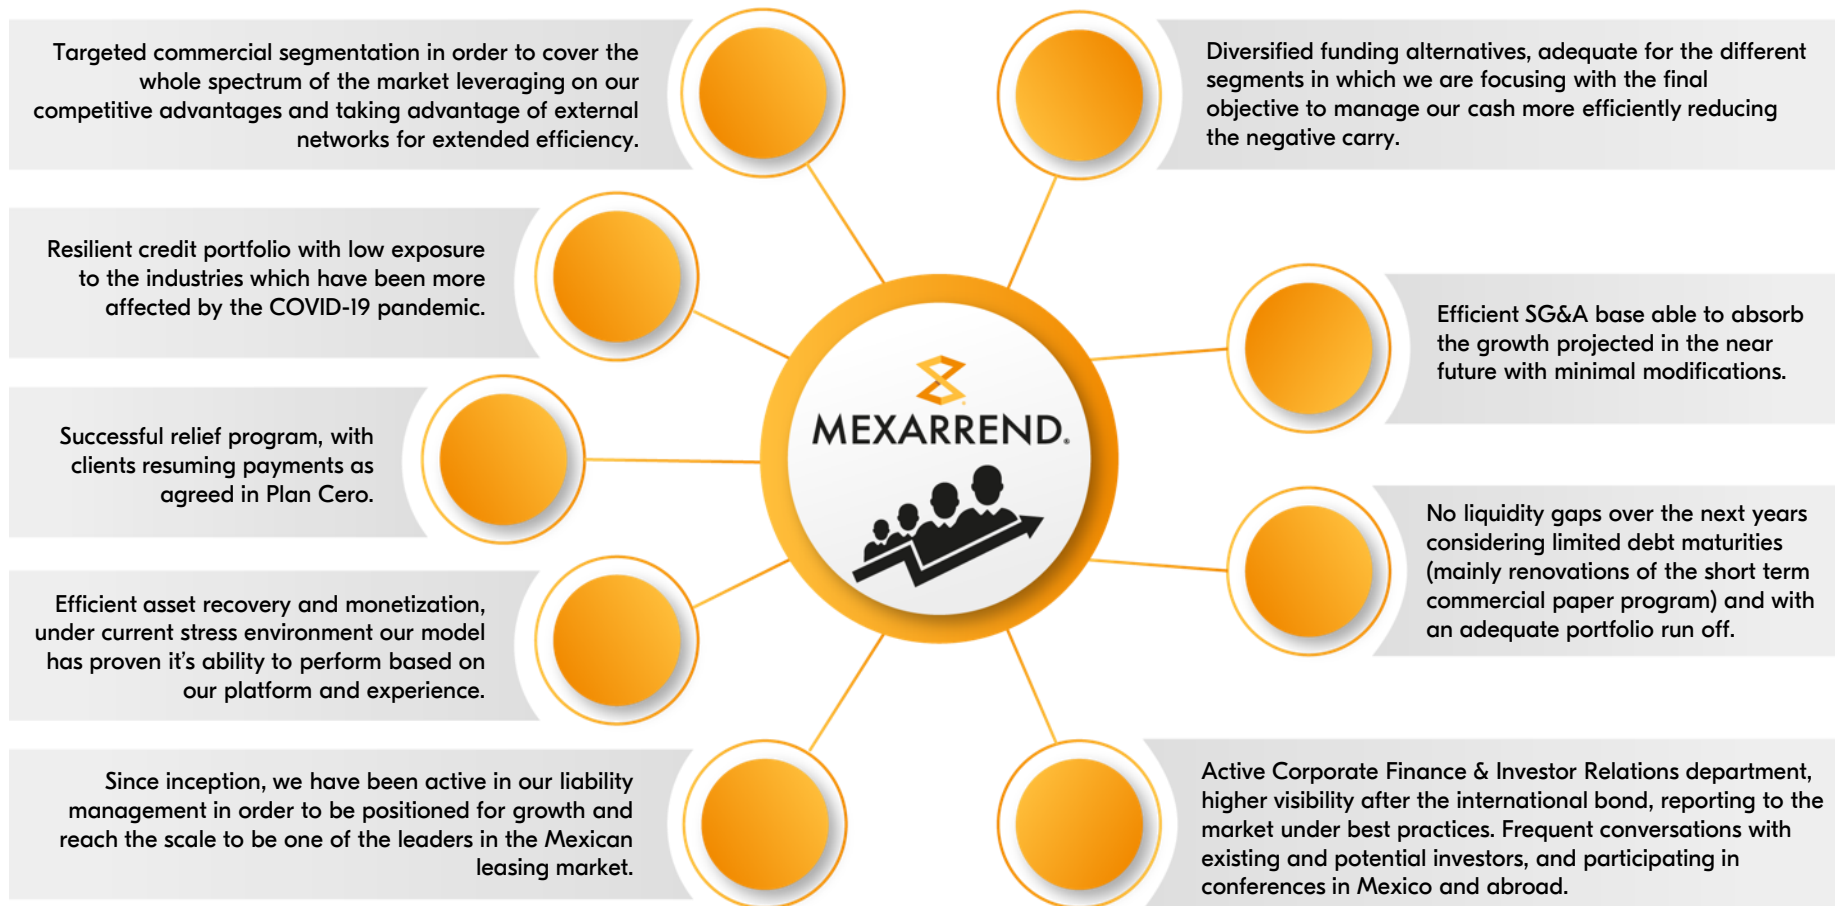 Targeted commercial segmentation in order to cover the
whole spectrum of the market leveraging on our
competitive advantages and taking advantage of external
networks for extended efficiency.
Resilient credit portfolio with low exposure
to the industries which have been more
affected by the COVID-19 pandemic.
Successful relief program, with
clients resuming payments as
agreed in Plan Cero.
Efficient asset recovery and monetization,
under current stress environment our model
has proven it's ability to perform based on
our platform and experience.
Since inception, we have been active in our liability
management in order to be positioned for growth and
reach the scale to be one of the leaders in the Mexican
leasing market.
MEXARREND®
Diversified funding alternatives, adequate for the different
segments in which we are focusing with the final
objective to manage our cash more efficiently reducing
the negative carry.
Efficient SG&A base able to absorb
the growth projected in the near
future with minimal modifications.
No liquidity gaps over the next years
considering limited debt maturities
(mainly renovations of the short term
commercial paper program) and with
an adequate portfolio run off.
Active Corporate Finance & Investor Relations department,
higher visibility after the international bond, reporting to the
market under best practices. Frequent conversations with
existing and potential investors, and participating in
conferences in Mexico and abroad.